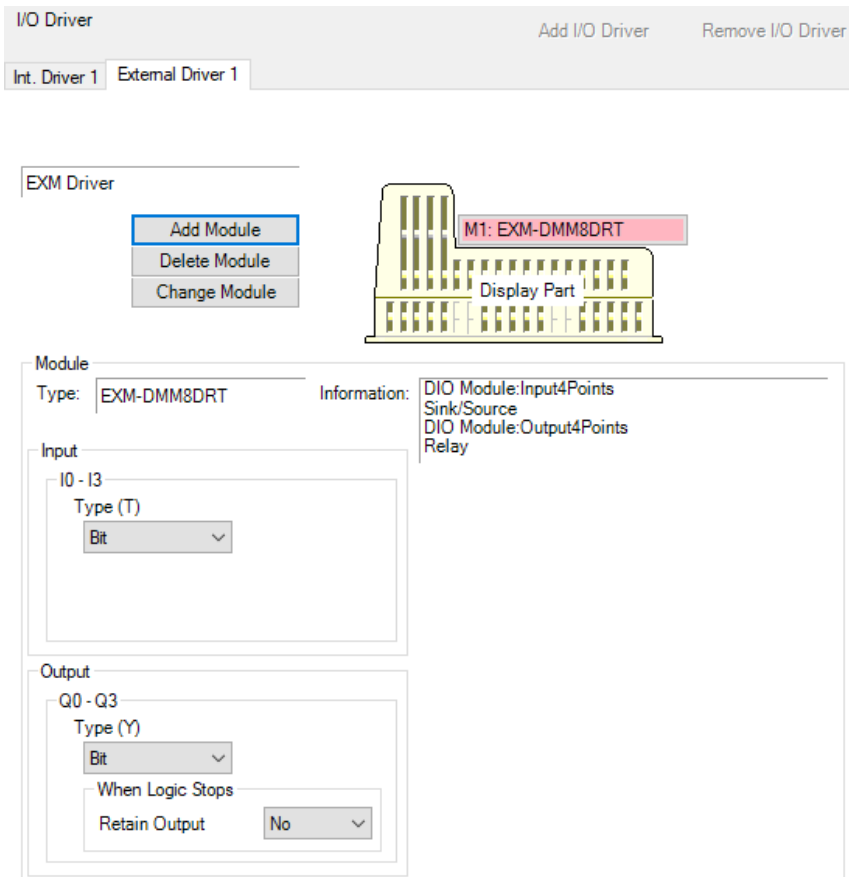 I/O Driver
Add I/O Driver Remove I/O Driver
Int. Driver 1 External Driver 1
EXM Driver
Add Module
Delete Module
Change Module
M1: EXM-DMM8DRT
Display Part
Module
Type: EXM-DMM8DRT
Information: DIO Module:Input4Points
Sink/Source
DIO Module:Output4Points
Relay
Input
I0 - I3
Type (T)
Bit
Output
Q0 - Q3
Type (Y)
Bit
When Logic Stops
Retain Output No